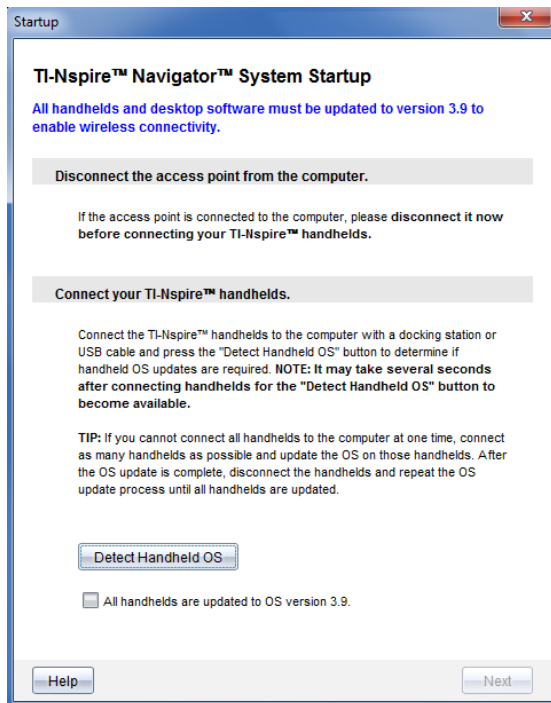 Startup
TI-Nspire™ Navigator™ System Startup
All handhelds and desktop software must be updated to version 3.9 to
enable wireless connectivity.
Disconnect the access point from the computer.
If the access point is connected to the computer, please disconnect it now
before connecting your TI-Nspire™ handhelds.
Connect your TI-Nspire™ handhelds.
Connect the TI-Nspire™ handhelds to the computer with a docking station or
USB cable and press the "Detect Handheld OS" button to determine if
handheld OS updates are required. NOTE: It may take several seconds
after connecting handhelds for the "Detect Handheld OS" button to
become available.
TIP: If you cannot connect all handhelds to the computer at one time, connect
as many handhelds as possible and update the OS on those handhelds. After
the OS update is complete, disconnect the handhelds and repeat the OS
update process until all handhelds are updated.
Detect Handheld OS
All handhelds are updated to OS version 3.9.
Help
Next